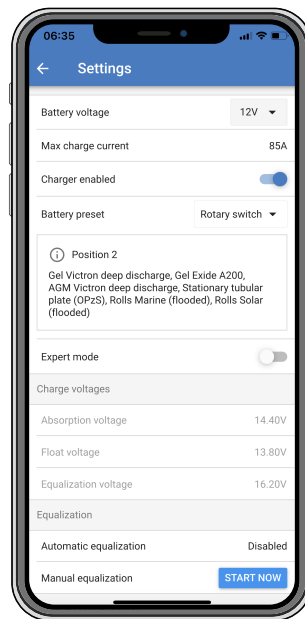 06:35
Settings
Battery voltage 12V
Max charge current 85A
Charger enabled
Battery preset Rotary switch
Position 2
Gel Victron deep discharge, Gel Exide A200,
AGM Victron deep discharge, Stationary tubular
plate (OPzS), Rolls Marine (flooded), Rolls Solar
(flooded)
Expert mode
Charge voltages
Absorption voltage 14.40V
Float voltage 13.80V
Equalization voltage 16.20V
Equalization
Automatic equalization Disabled
Manual equalization START NOW